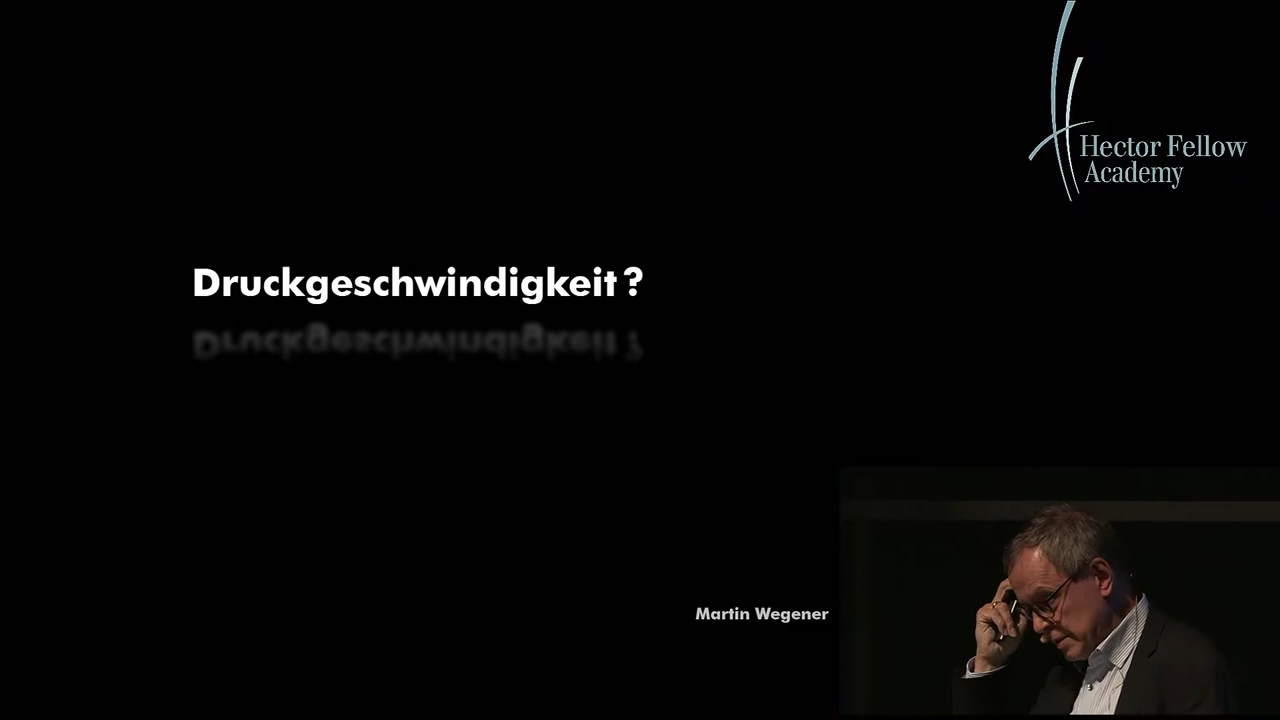 Hector Fellow
Academy
Druckgeschwindigkeit ?
Martin Wegener